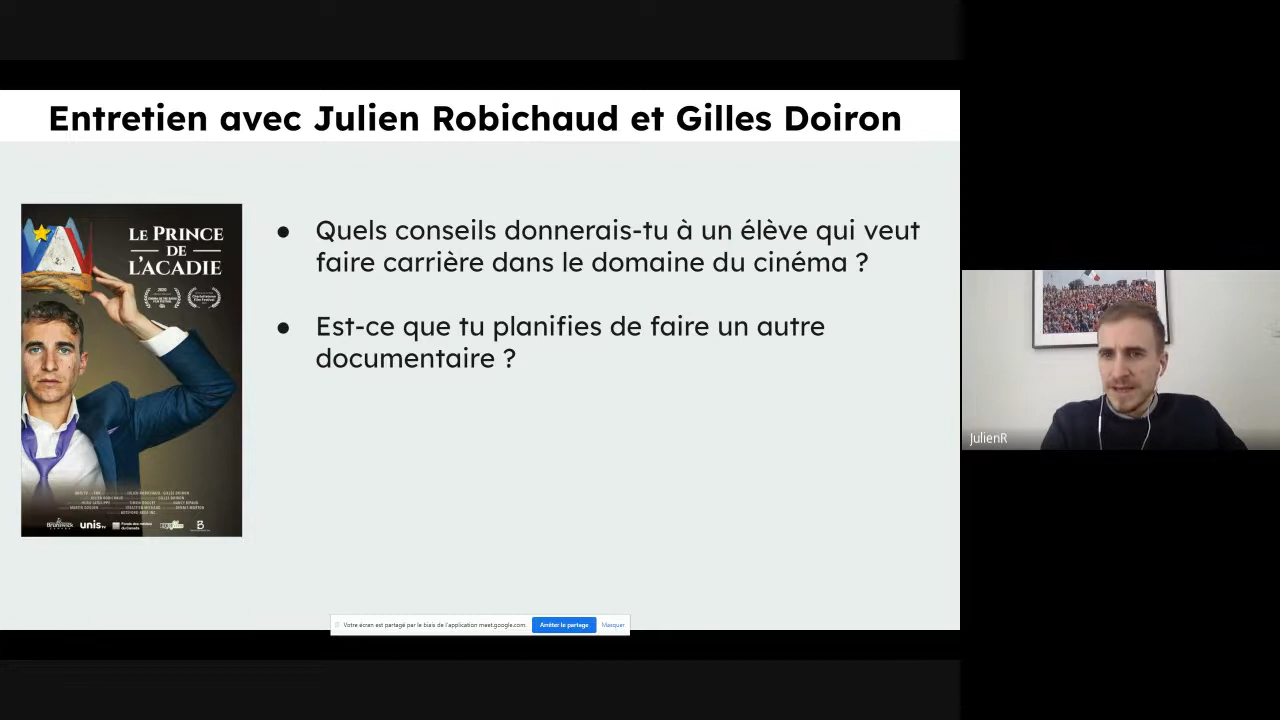 Entretien avec Julien Robichaud et Gilles Doiron
LE PRINCE
DE
L'ACADIE
● Quels conseils donnerais-tu à un élève qui veut
faire carrière dans le domaine du cinéma ?
● Est-ce que tu planifies de faire un autre
documentaire ?
unis TV
JulienR
Votre écran est partagé par le biais de l'application meet.google.com.
Arrêter le partage
Masquer